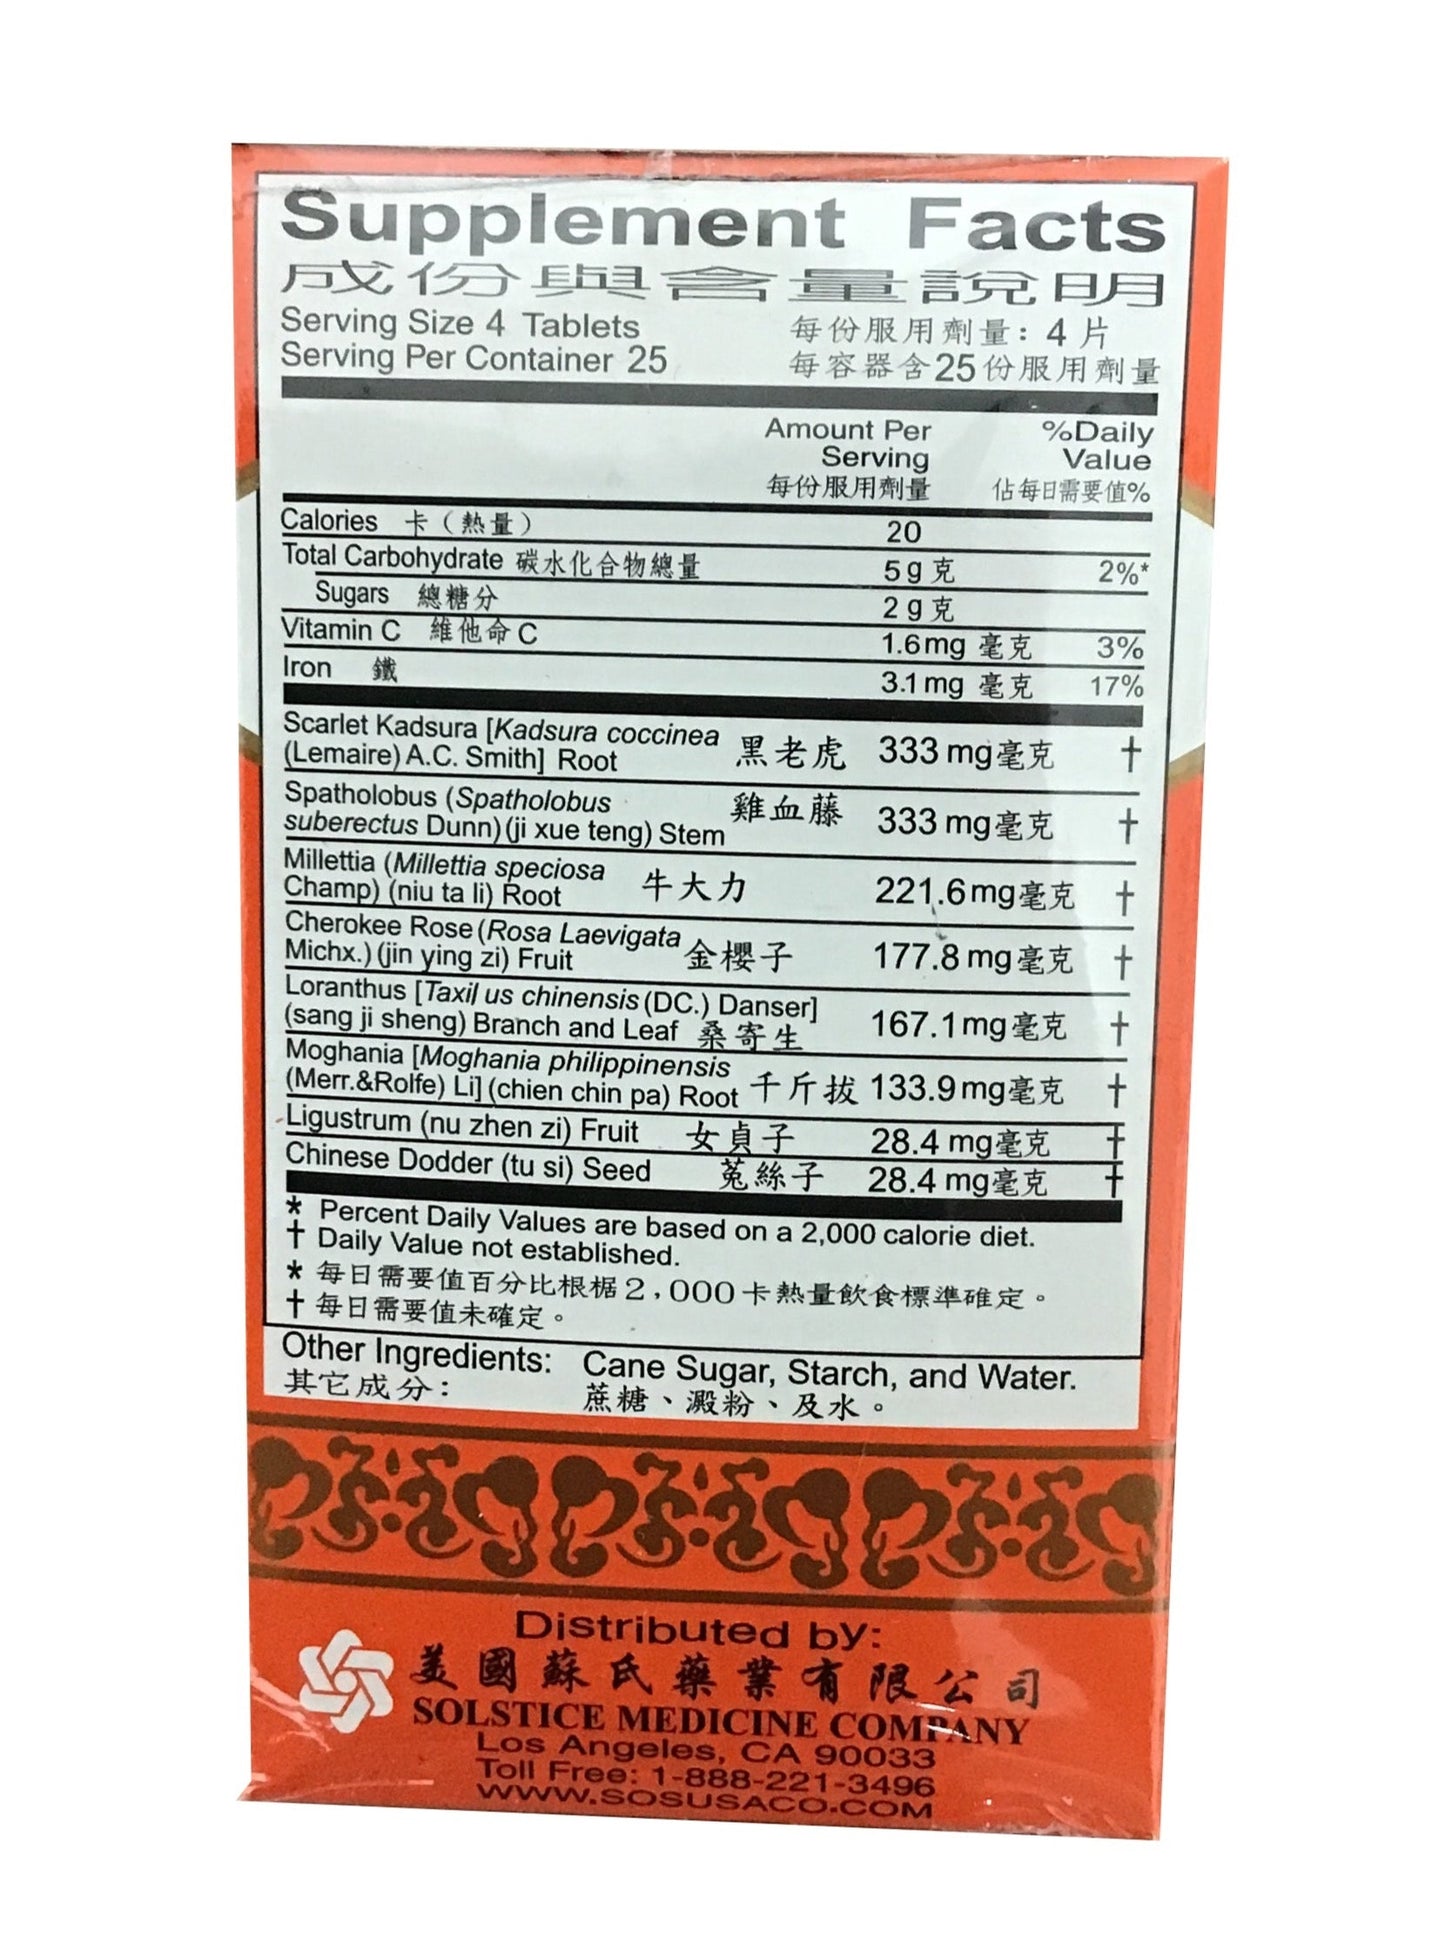 Supplement Facts
成份與含量說明
Serving Size 4 Tablets 每份服用劑量: 4 片
Serving Per Container 25 每容器含25份服用劑量
Amount Per %Daily
Serving Value
每份服用劑量 佔每日需要值%
Calories 卡（熱量） 20
Total Carbohydrate 碳水化合物總量 5g 克 2%*
Sugars 總糖分 2g 克
Vitamin C 維他命C 1.6mg 毫克 3%
Iron 鐵 3.1mg 毫克 17%
Scarlet Kadsura [Kadsura coccinea
(Lemaire) A.C. Smith] Root 黑老虎 333 mg毫克 †
Spatholobus (Spatholobus
suberectus Dunn) (ji xue teng) Stem 雞血藤 333 mg毫克 †
Millettia (Millettia speciosa
Champ) (niu ta li) Root 牛大力 221.6mg毫克 †
Cherokee Rose (Rosa Laevigata
Michx.) (jin ying zi) Fruit 金櫻子 177.8mg毫克 †
Loranthus [Taxil us chinensis (DC.) Danser]
(sang ji sheng) Branch and Leaf 桑寄生 167.1mg毫克 †
Moghania [Moghania philippinensis
(Merr.&Rolfe) Li] (chien chin pa) Root 千斤拔 133.9mg毫克 †
Ligustrum (nu zhen zi) Fruit 女貞子 28.4 mg毫克 †
Chinese Dodder (tu si) Seed 菟絲子 28.4 mg毫克 †
* Percent Daily Values are based on a 2,000 calorie diet.
† Daily Value not established.
* 每日需要值百分比根椐2,000卡熱量飲食標準確定。
† 每日需要值未確定。
Other Ingredients: Cane Sugar, Starch, and Water.
其它成分: 蔗糖、澱粉、及水。
Distributed by:
美國蘇氏藥業有限公司
SOLSTICE MEDICINE COMPANY
Los Angeles, CA 90033
Toll Free: 1-888-221-3496
WWW.SOSUSACO.COM